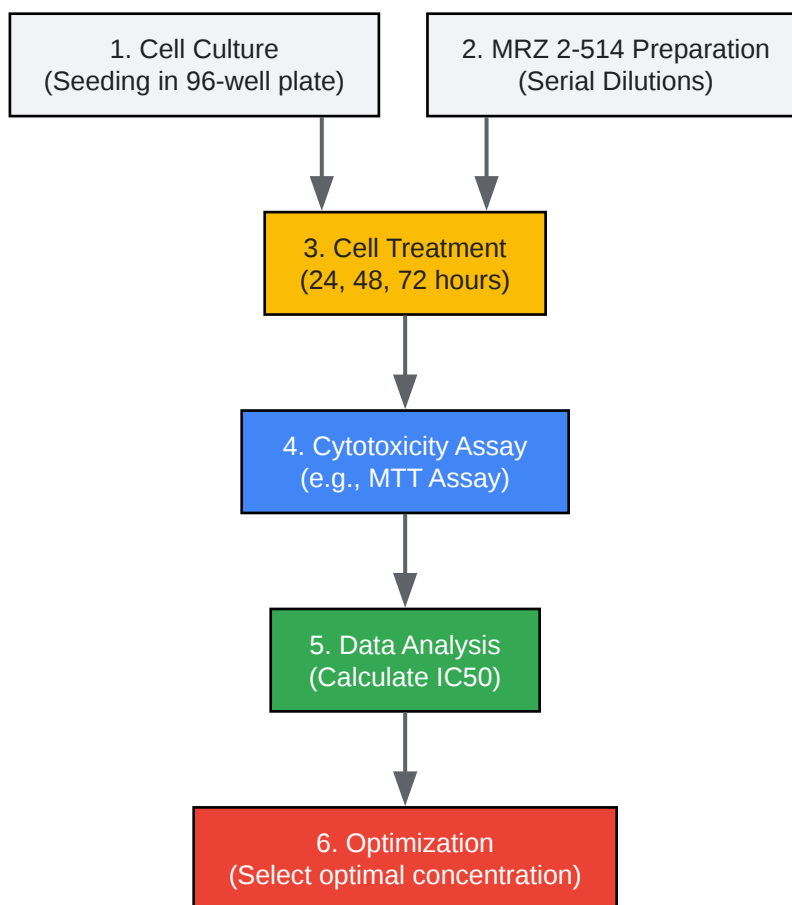 1. Cell Culture
(Seeding in 96-well plate)
2. MRZ 2-514 Preparation
(Serial Dilutions)
3. Cell Treatment
(24, 48, 72 hours)
4. Cytotoxicity Assay
(e.g., MTT Assay)
5. Data Analysis
(Calculate IC50)
6. Optimization
(Select optimal concentration)